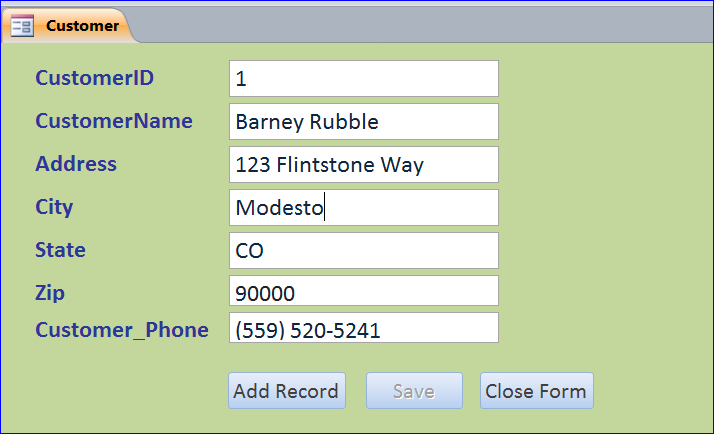 Customer
CustomerID 1
CustomerName Barney Rubble
Address 123 Flintstone Way
City Modesto
State CO
Zip 90000
Customer_Phone (559) 520-5241
Add Record Save Close Form